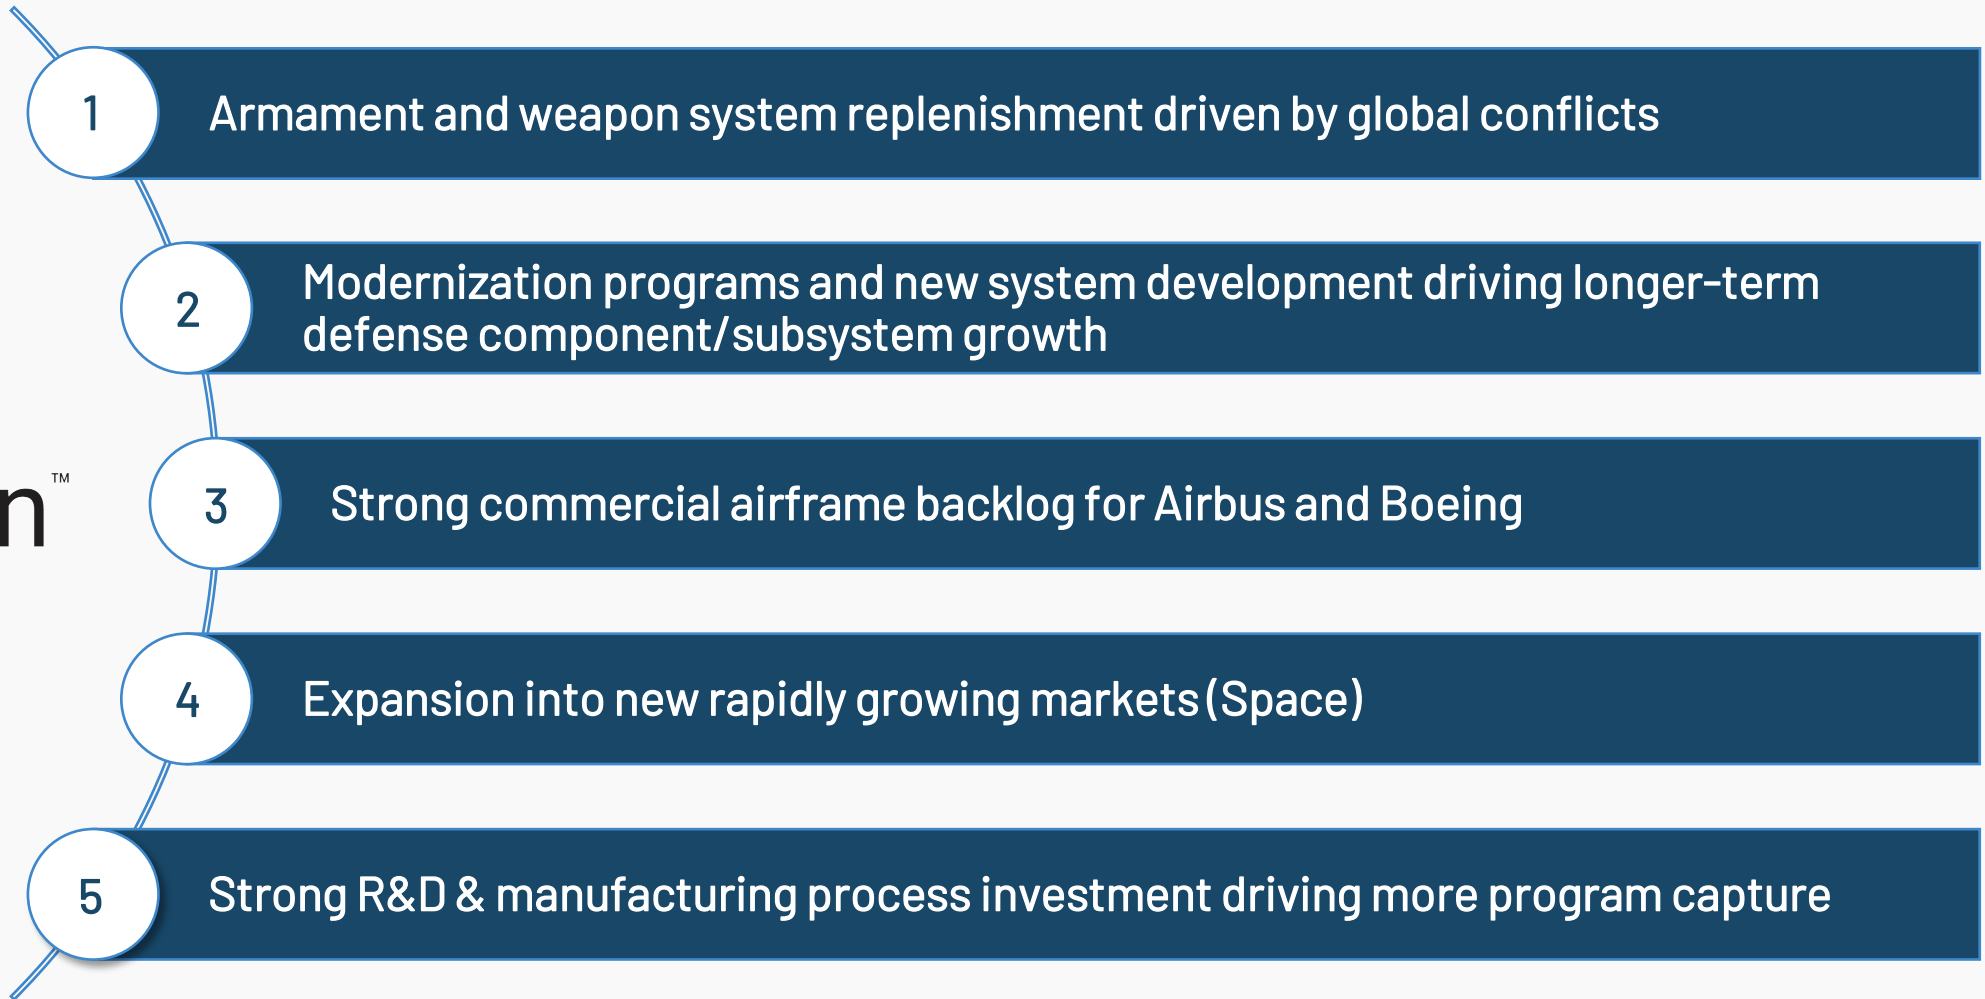 1
Armament and weapon system replenishment driven by global conflicts
2
Modernization programs and new system development driving longer-term
defense component/subsystem growth
n™
3
Strong commercial airframe backlog for Airbus and Boeing
4
Expansion into new rapidly growing markets (Space)
5
Strong R&D & manufacturing process investment driving more program capture